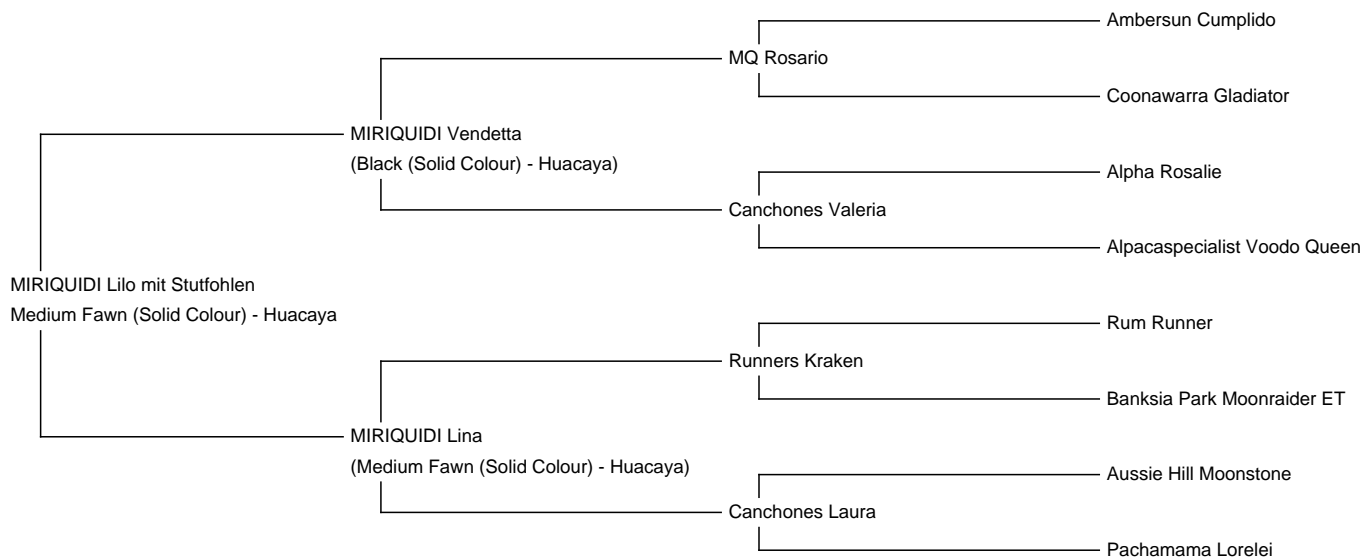 Ambersun Cumplido
MQ Rosario
Coonawarra Gladiator
MIRIQUIDI Vendetta
(Black (Solid Colour) - Huacaya)
Alpha Rosalie
Canchones Valeria
Alpacaspecialist Voodo Queen
MIRIQUIDI Lilo mit Stutfohlen
Medium Fawn (Solid Colour) - Huacaya
Rum Runner
Runners Kraken
Banksia Park Moonraider ET
MIRIQUIDI Lina
(Medium Fawn (Solid Colour) - Huacaya)
Aussie Hill Moonstone
Canchones Laura
Pachamama Lorelei